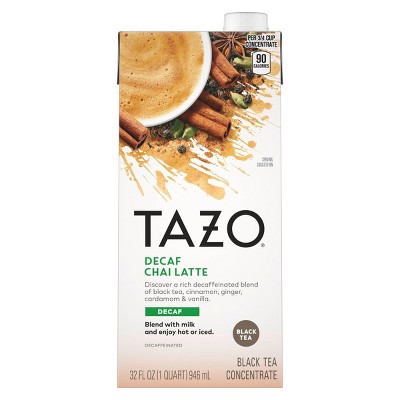 PER 3/4 CUP
CONCENTRATE
90
CALORIES
SERVING
SUGGESTION
TAZO®
DECAF
CHAI LATTE
Discover a rich decaffeinated blend
of black tea, cinnamon, ginger,
cardamom & vanilla.
DECAF
Blend with milk
and enjoy hot or iced.
BLACK
TEA
DECAFFEINATED
BLACK TEA
CONCENTRATE
32 FL OZ (1 QUART) 946 mL